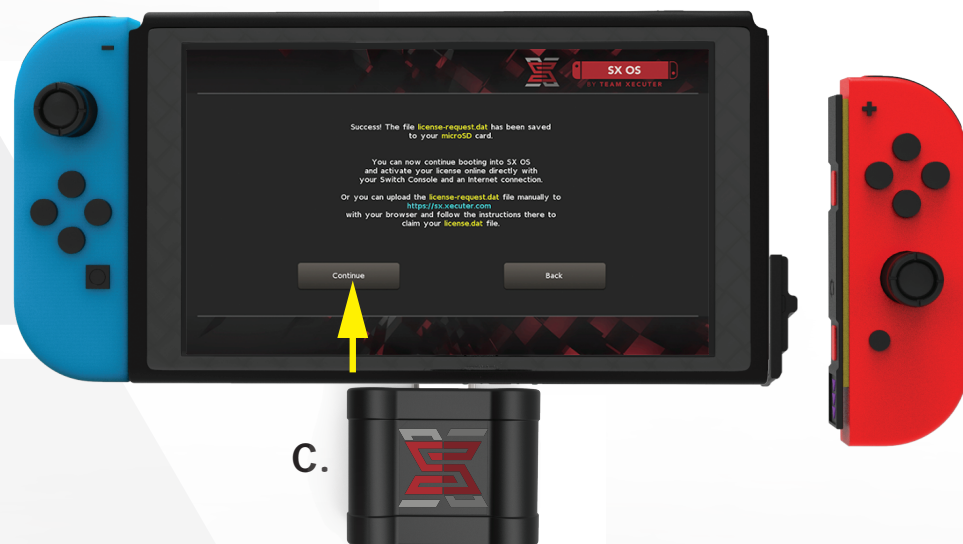 SX OS
BY TEAM XECUTER
Success! The file license-request.dat has been saved
to your microSD card.
You can now continue booting into SX OS
and activate your license online directly with
your Switch Console and an Internet connection.
Or you can upload the license-request.dat file manually to
https://sx.xecuter.com
with your browser and follow the instructions there to
claim your license.dat file.
Continue
Back
C.